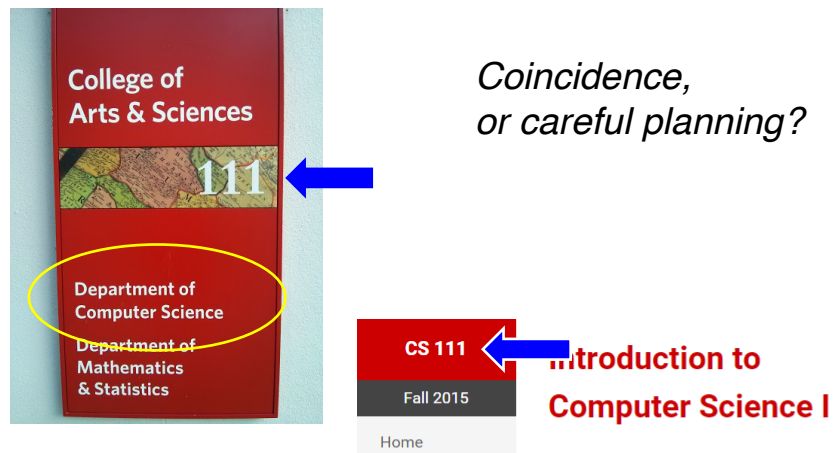 College of
Arts & Sciences
111
Department of
Computer Science
Department of
Mathematics
& Statistics
Coincidence,
or careful planning?
CS 111
Fall 2015
Home
Introduction to
Computer Science I